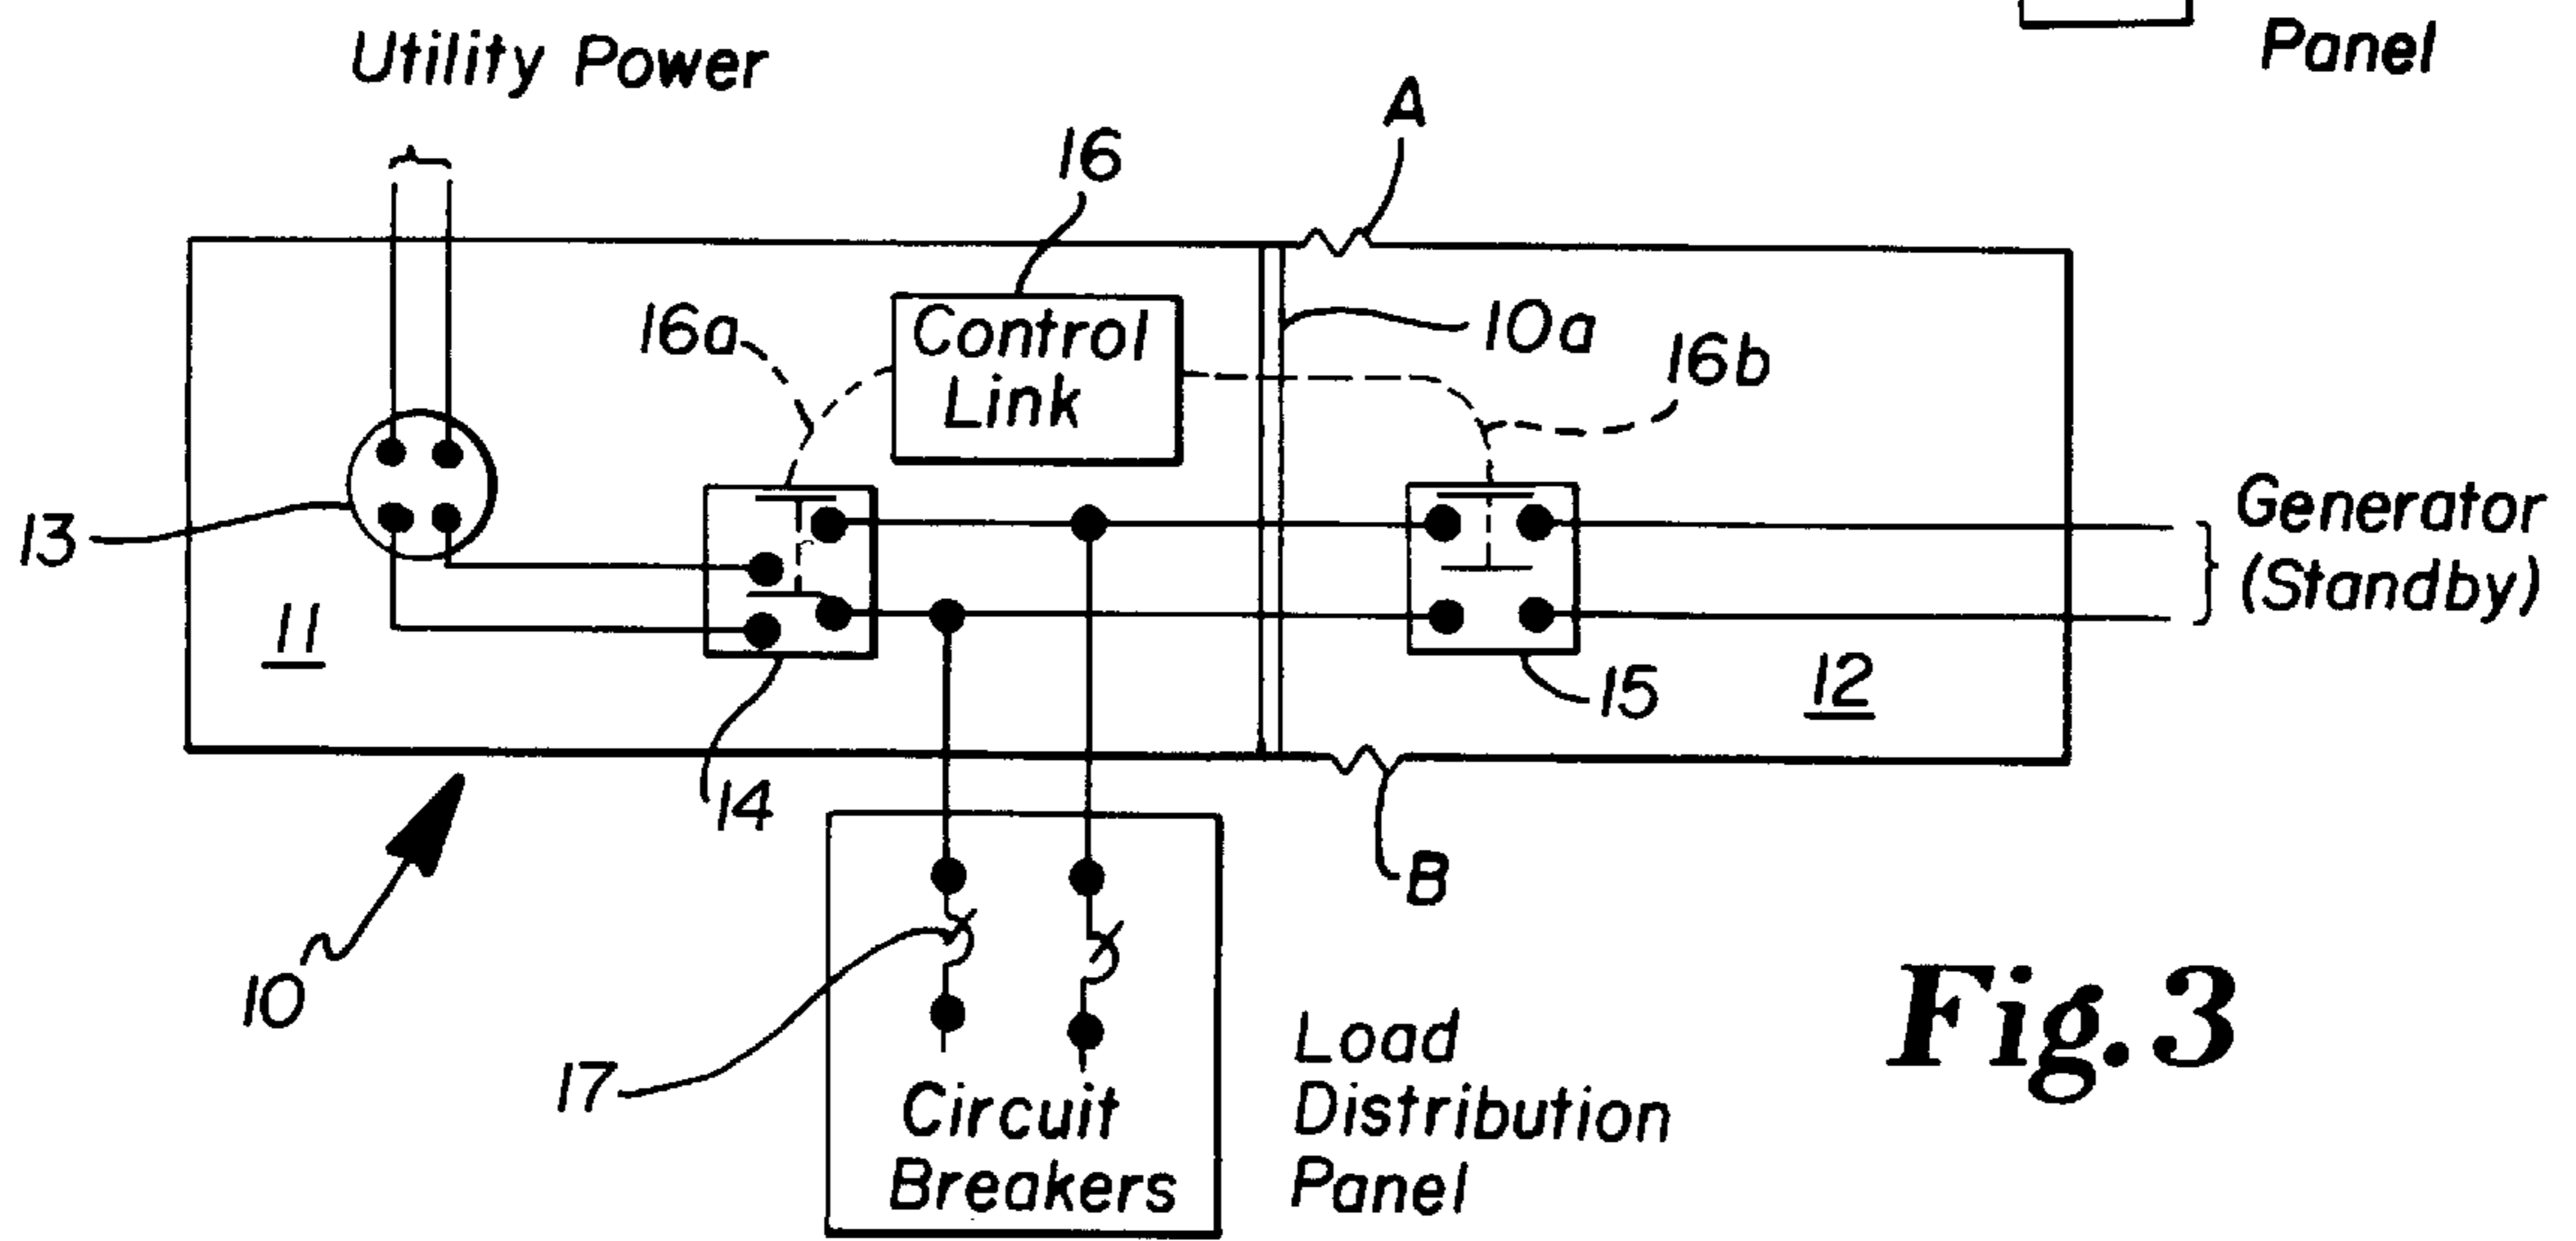 Panel
Utility Power
A
16
16a
Control
Link
10a
16b
13
Generator
(Standby)
11
12
15
14
B
10
17
Circuit
Breakers
Load
Distribution
Panel
Fig. 3